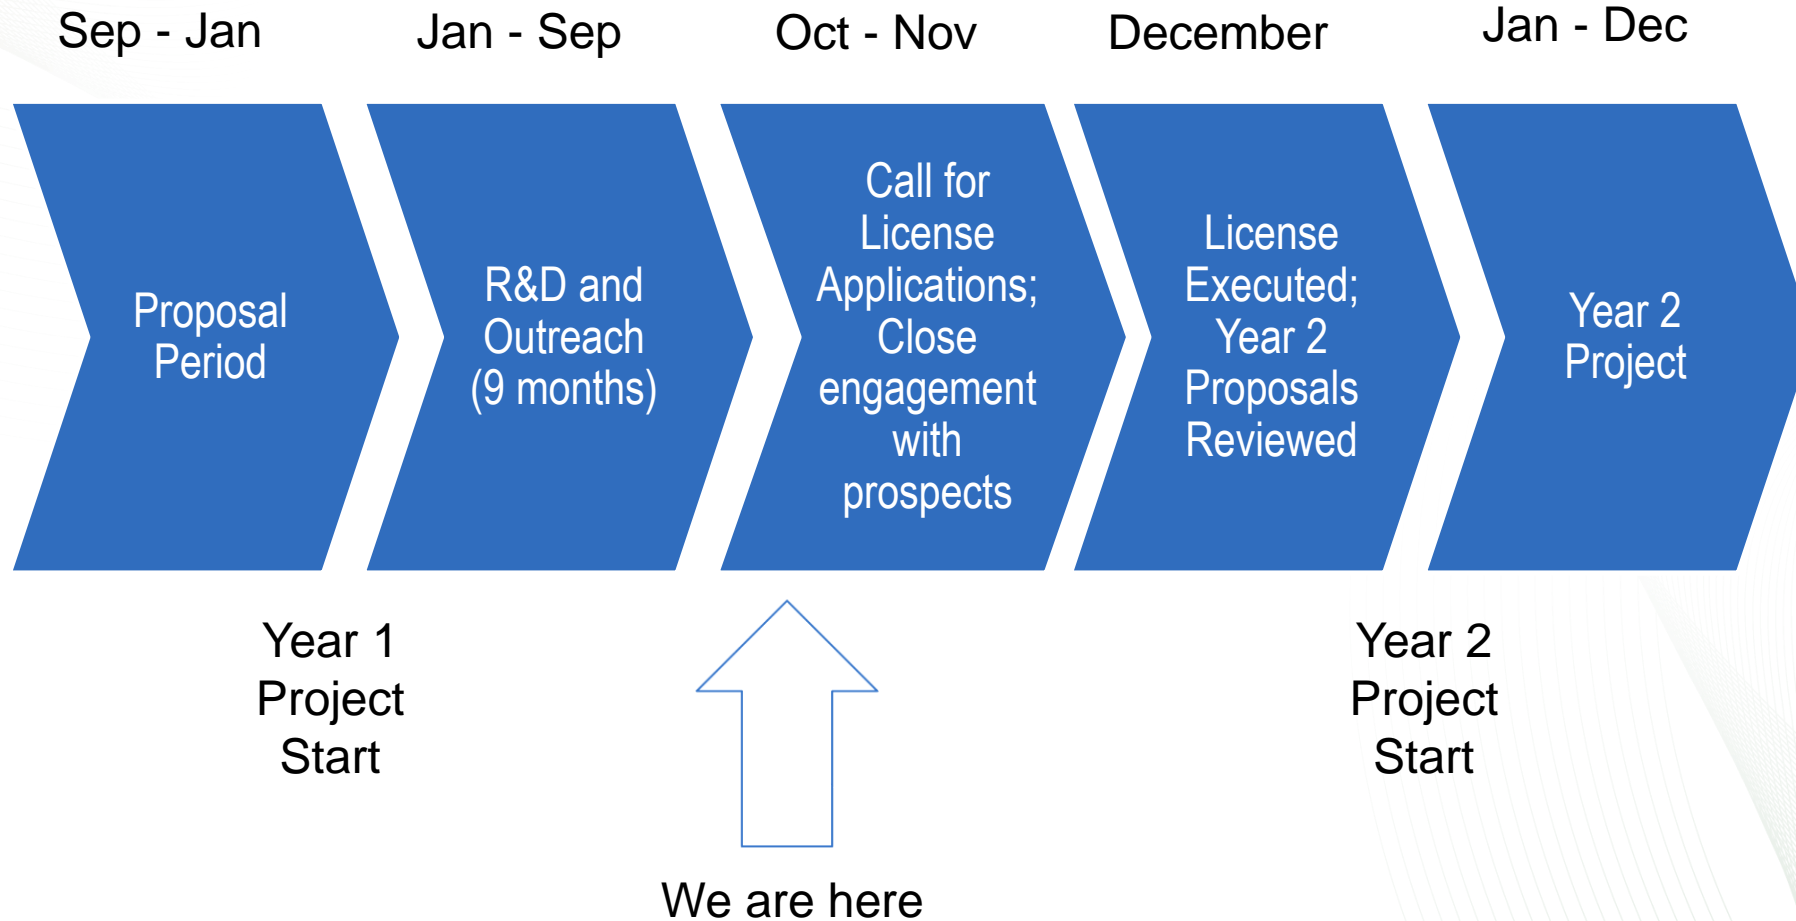 Sep - Jan
Jan - Sep
Oct - Nov
December
Jan - Dec
Proposal
Period
R&D and
Outreach
(9 months)
Call for
License
Applications;
Close
engagement
with
prospects
License
Executed;
Year 2
Proposals
Reviewed
Year 2
Project
Year 1
Project
Start
We are here
Year 2
Project
Start